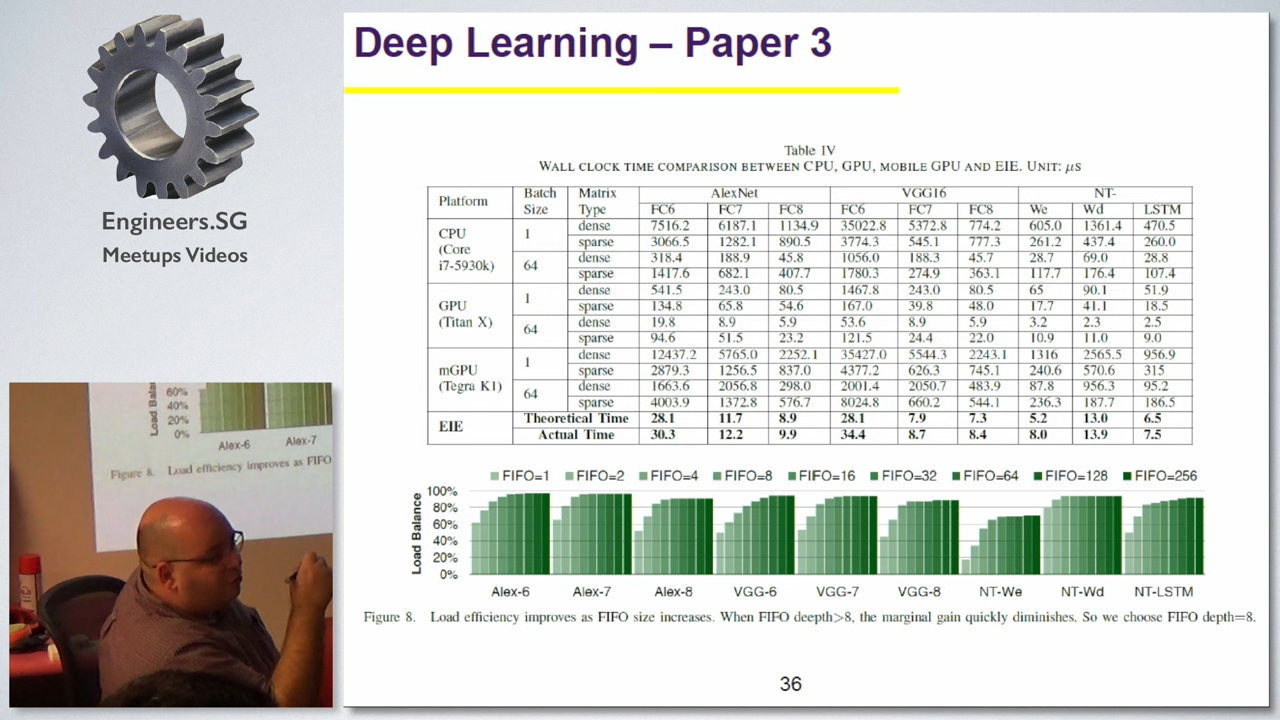 Engineers.SG
Meetups Videos
Deep Learning – Paper 3
Table IV
WALL CLOCK TIME COMPARISON BETWEEN CPU, GPU, MOBILE GPU AND EIE. UNIT: μS
Platform Batch Size Matrix Type AlexNet VGG16 NT-
FC6 FC7 FC8 FC6 FC7 FC8 We Wd LSTM
CPU (Core i7-5930k) 1 dense 7516.2 6187.1 1134.9 35022.8 5372.8 774.2 605.0 1361.4 470.5
sparse 3066.5 1282.1 890.5 3774.3 545.1 777.3 261.2 437.4 260.0
64 dense 318.4 188.9 45.8 1056.0 188.3 45.7 28.7 69.0 28.8
sparse 1417.6 682.1 407.7 1780.3 274.9 363.1 117.7 176.4 107.4
GPU (Titan X) 1 dense 541.5 243.0 80.5 1467.8 243.0 80.5 65 90.1 51.9
sparse 134.8 65.8 54.6 167.0 39.8 48.0 17.7 41.1 18.5
64 dense 19.8 8.9 5.9 53.6 8.9 5.9 3.2 2.3 2.5
sparse 94.6 51.5 23.2 121.5 24.4 22.0 10.9 11.0 9.0
mGPU (Tegra K1) 1 dense 12437.2 5765.0 2252.1 35427.0 5544.3 2243.1 1316 2565.5 956.9
sparse 2879.3 1256.5 837.0 4377.2 626.3 745.1 240.6 570.6 315
64 dense 1663.6 2056.8 298.0 2001.4 2050.7 483.9 87.8 956.3 95.2
sparse 4003.9 1372.8 576.7 8024.8 660.2 544.1 236.3 187.7 186.5
EIE Theoretical Time 28.1 11.7 8.9 28.1 7.9 7.3 5.2 13.0 6.5
Actual Time 30.3 12.2 9.9 34.4 8.7 8.4 8.0 13.9 7.5
FIFO=1 FIFO=2 FIFO=4 FIFO=8 FIFO=16 FIFO=32 FIFO=64 FIFO=128 FIFO=256
Load Balance
100%
80%
60%
40%
20%
0%
Alex-6 Alex-7 Alex-8 VGG-6 VGG-7 VGG-8 NT-We NT-Wd NT-LSTM
Figure 8. Load efficiency improves as FIFO size increases. When FIFO deepth>8, the marginal gain quickly diminishes. So we choose FIFO depth=8.
36
Load Bala
60%
40%
20%
0%
Alex-6 Alex-7
Figure 8. Load efficiency improves as FIFO